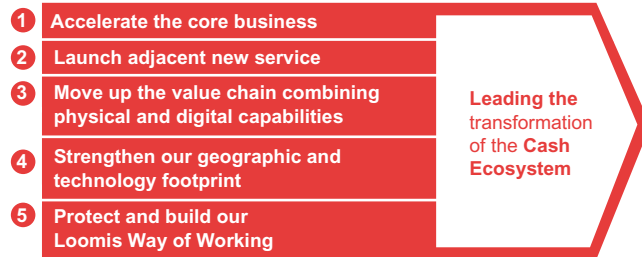 1 Accelerate the core business
2 Launch adjacent new service
3 Move up the value chain combining
physical and digital capabilities
4 Strengthen our geographic and
technology footprint
5 Protect and build our
Loomis Way of Working
Leading the
transformation
of the Cash
Ecosystem